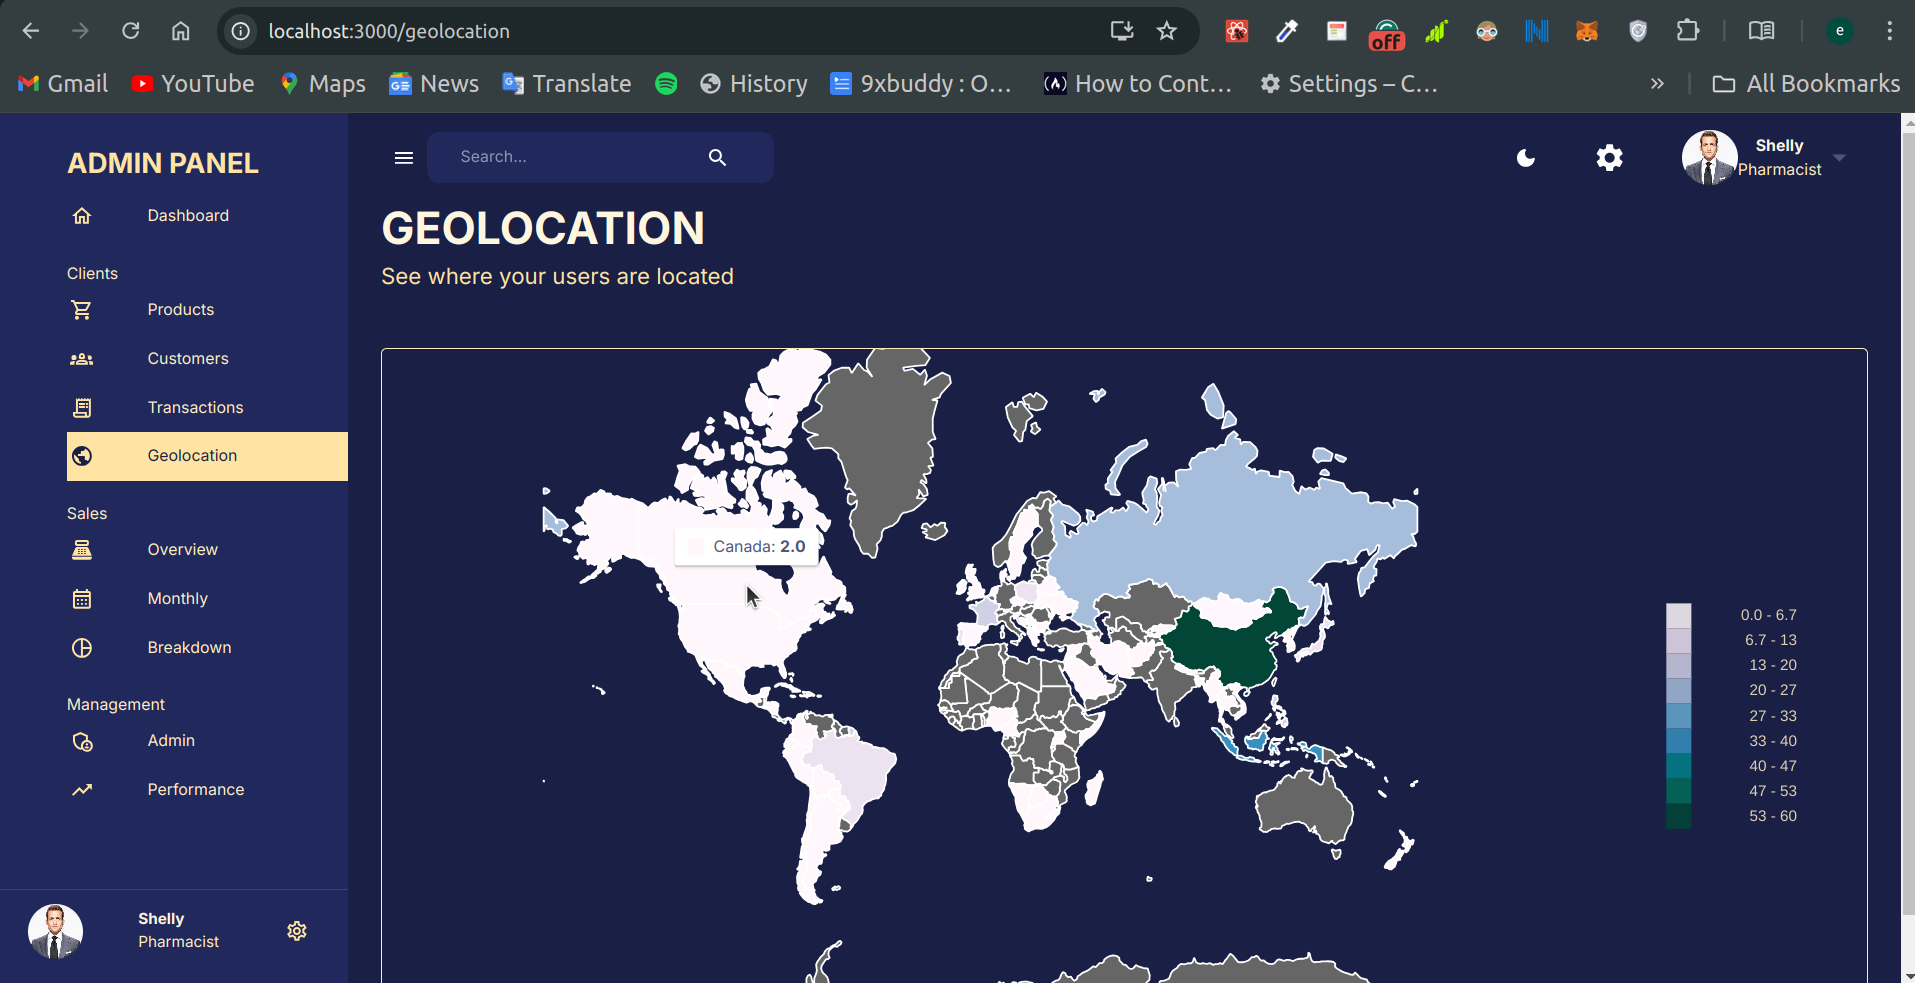 localhost:3000/geolocation
off
e
Gmail YouTube Maps News Translate History 9xbuddy : O... How to Cont... Settings – C... » All Bookmarks
ADMIN PANEL
Dashboard
Clients
Products
Customers
Transactions
Geolocation
Sales
Overview
Monthly
Breakdown
Management
Admin
Performance
Shelly
Pharmacist
Search...
Shelly
Pharmacist
GEOLOCATION
See where your users are located
Canada: 2.0
0.0 - 6.7
6.7 - 13
13 - 20
20 - 27
27 - 33
33 - 40
40 - 47
47 - 53
53 - 60